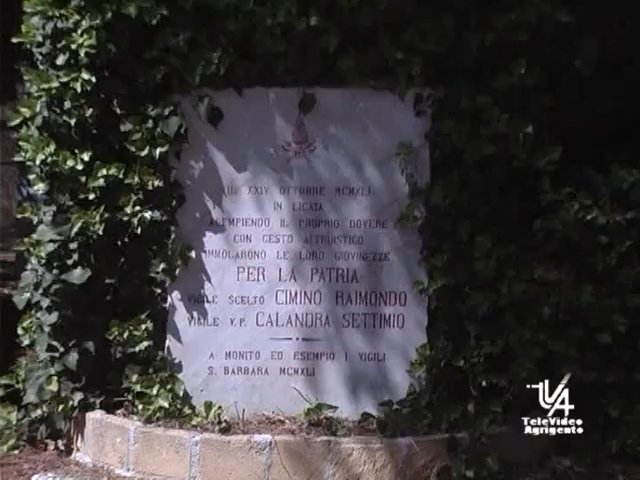 IL XXIV OTTOBRE MCMXLI
IN LICATA
ADEMPIENDO IL PROPRIO DOVERE
CON GESTO ALTRUISTICO
IMMOLARONO LE LORO GIOVINEZZE
PER LA PATRIA
VIGILE SCELTO CIMINO RAIMONDO
VIGILE V.P. CALANDRA SETTIMIO
A MONITO ED ESEMPIO I VIGILI
S. BARBARA MCMXLI
TVA
TeleVideo
Agrigento